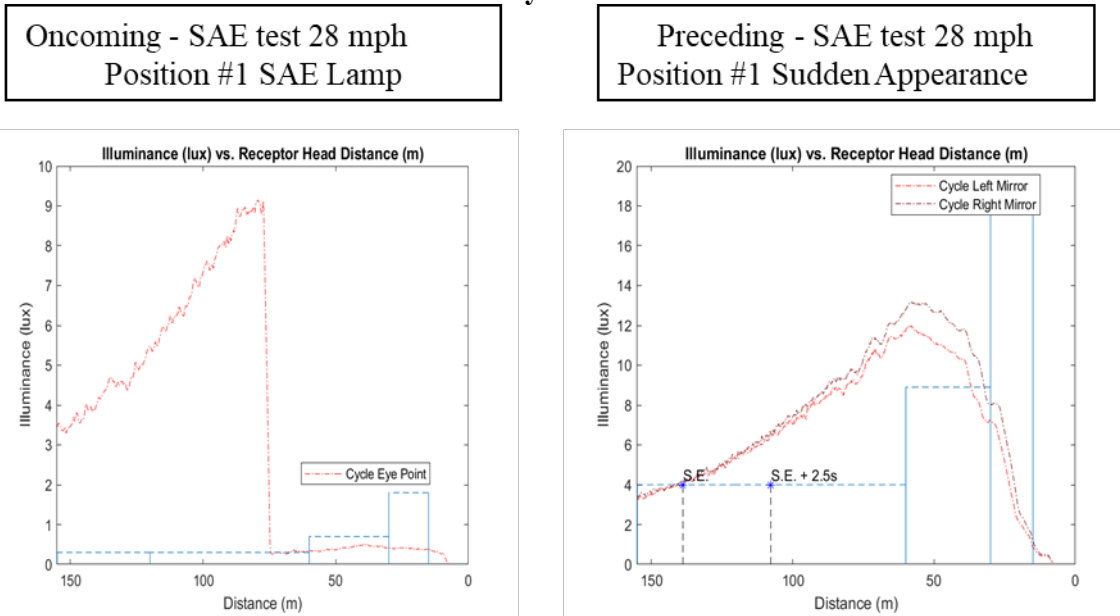 Oncoming - SAE test 28 mph
Position #1 SAE Lamp
Preceding - SAE test 28 mph
Position #1 Sudden Appearance
Illuminance (lux) vs. Receptor Head Distance (m)
10
9
8
7
6
5
4
3
2
1
0
Illuminance (lux)
Cycle Eye Point
150
100
50
0
Distance (m)
Illuminance (lux) vs. Receptor Head Distance (m)
20
18
16
14
12
10
8
6
4
2
0
Illuminance (lux)
Cycle Left Mirror
Cycle Right Mirror
S.E.
S.E. + 2.5s
150
100
50
0
Distance (m)